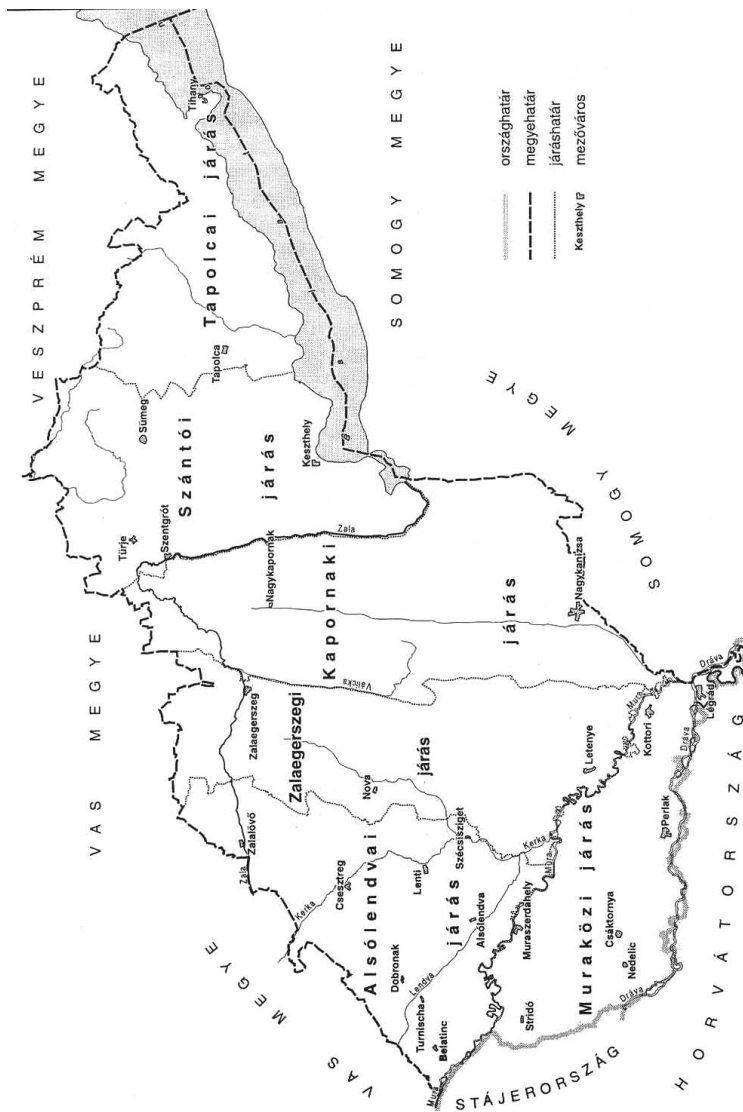 VESZPRÉM MEGYE
VAS MEGYE
VAS MEGYE
SOMOGY MEGYE
SOMOGY MEGYE
STÁJERORSZÁG
HORVÁTORSZÁG
Tapolcai járás
Szántói
járás
Kapornaki
járás
Zalaegerszegi
járás
Alsólendvai
járás
Muraközi járás
Tihany
Tapolca
Sümeg
Keszthely
Türje
Szentgrót
Nagykapornak
Nagykanizsa
Zalaegerszeg
Zalalövő
Nova
Letenye
Kottori
Légrád
Perlak
Szécsisziget
Csesztreg
Lenti
Alsólendva
Dobronak
Turnischa
Belatinc
Muraszerdahely
Csáktornya
Nedelic
Stridó
Zala
Zala
Válicka
Kerka
Kerka
Lendva
Mura
Mura
Mura
Dráva
Dráva
Dráva
országhatár
megyehatár
járáshatár
Keszthely mezőváros